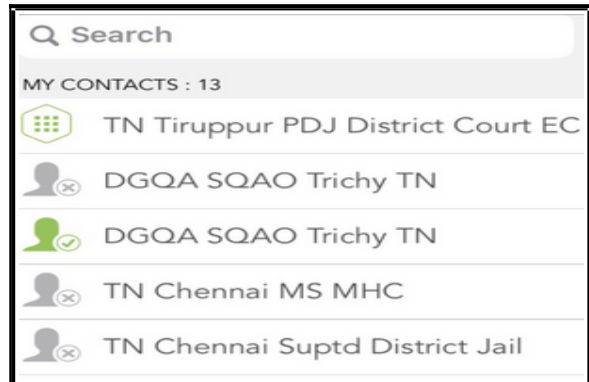 Search
MY CONTACTS : 13
TN Tiruppur PDJ District Court EC
DGQA SQAO Trichy TN
DGQA SQAO Trichy TN
TN Chennai MS MHC
TN Chennai Suptd District Jail